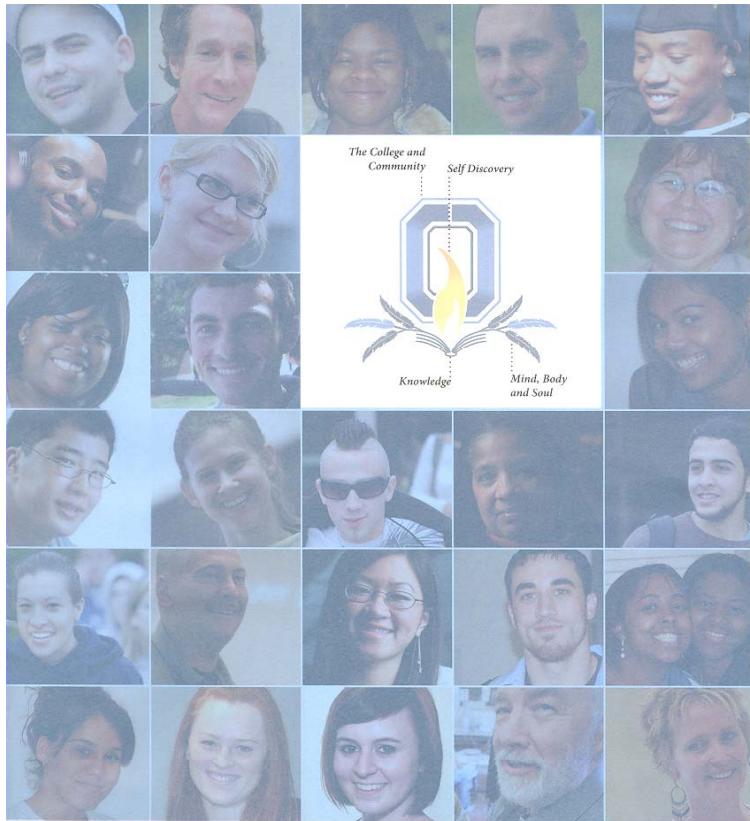 The College and
Community
Self Discovery
O
Knowledge
Mind, Body
and Soul